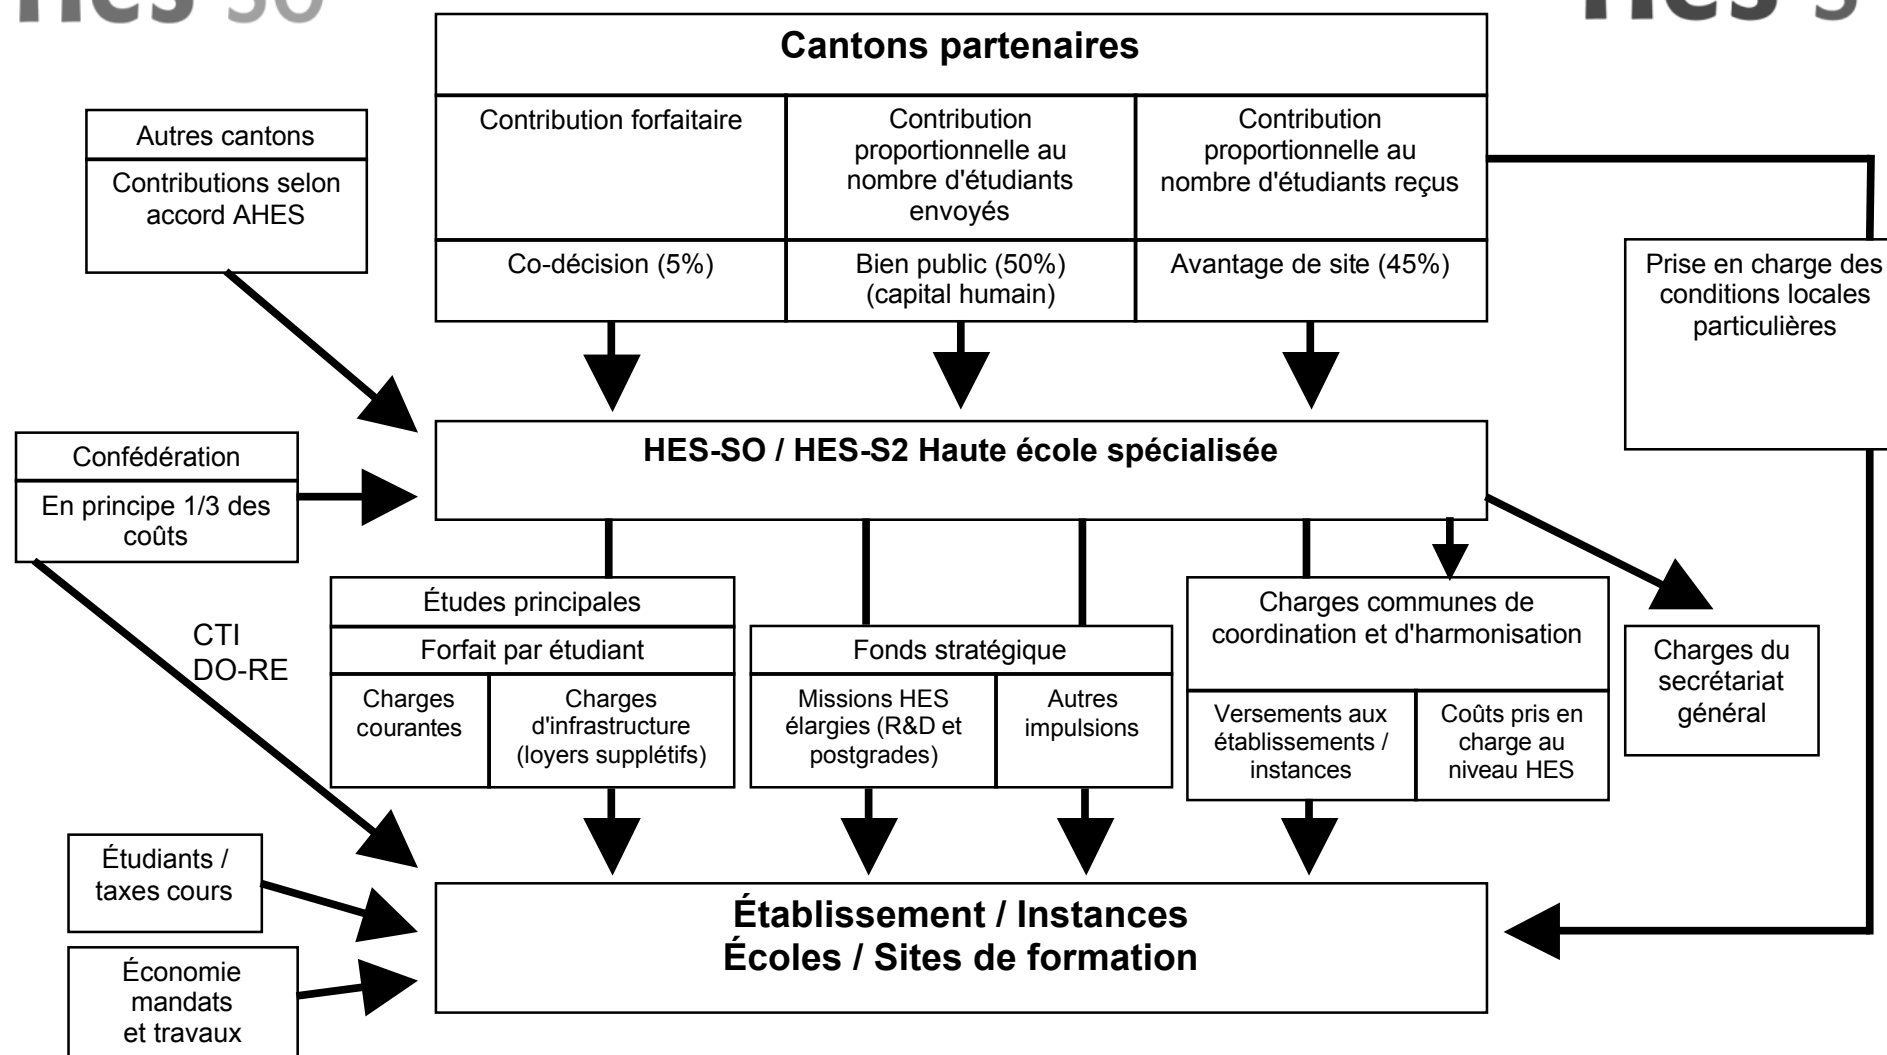 Cantons partenaires
Autres cantons
Contributions selon
accord AHES
Contribution forfaitaire
Contribution
proportionnelle au
nombre d'étudiants
envoyés
Contribution
proportionnelle au
nombre d'étudiants reçus
Co-décision (5%)
Bien public (50%)
(capital humain)
Avantage de site (45%)
Prise en charge des
conditions locales
particulières
HES-SO / HES-S2 Haute école spécialisée
Confédération
En principe 1/3 des
coûts
CTI
DO-RE
Études principales
Forfait par étudiant
Charges
courantes
Charges
d'infrastructure
(loyers supplétifs)
Fonds stratégique
Missions HES
élargies (R&D et
postgrades)
Autres
impulsions
Charges communes de
coordination et d'harmonisation
Versements aux
établissements /
instances
Coûts pris en
charge au
niveau HES
Charges du
secrétariat
général
Étudiants /
taxes cours
Économie
mandats
et travaux
Établissement / Instances
Écoles / Sites de formation